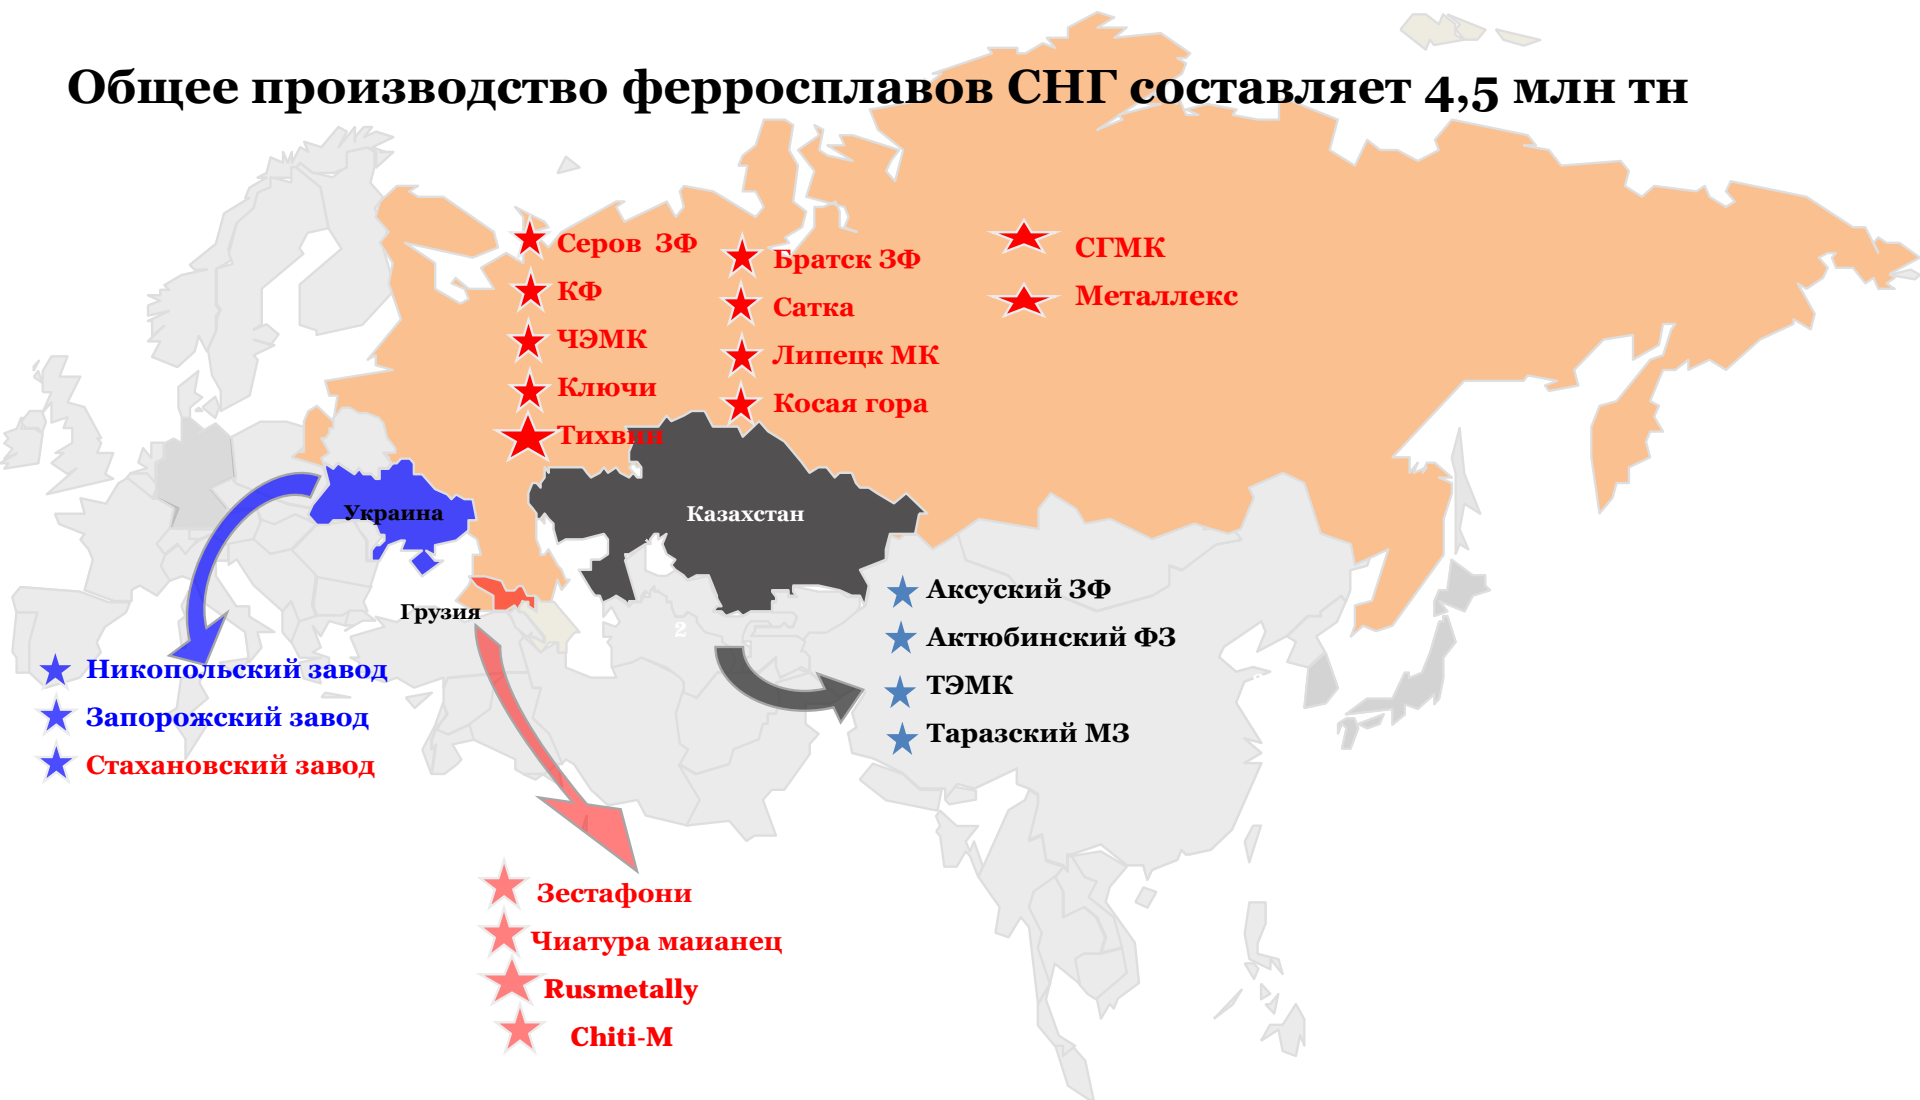 Общее производство ферросплавов СНГ составляет 4,5 млн тн
Серов ЗФ
КФ
ЧЭМК
Ключи
Тихвин
Братск ЗФ
Сатка
Липецк МК
Косая гора
СГМК
Металлекс
Украина
Казахстан
Грузия
2
Никопольский завод
Запорожский завод
Стахановский завод
Аксуский ЗФ
Актюбинский ФЗ
ТЭМК
Таразский МЗ
Зестафони
Чиатура маианец
Rusmetally
Chiti-M